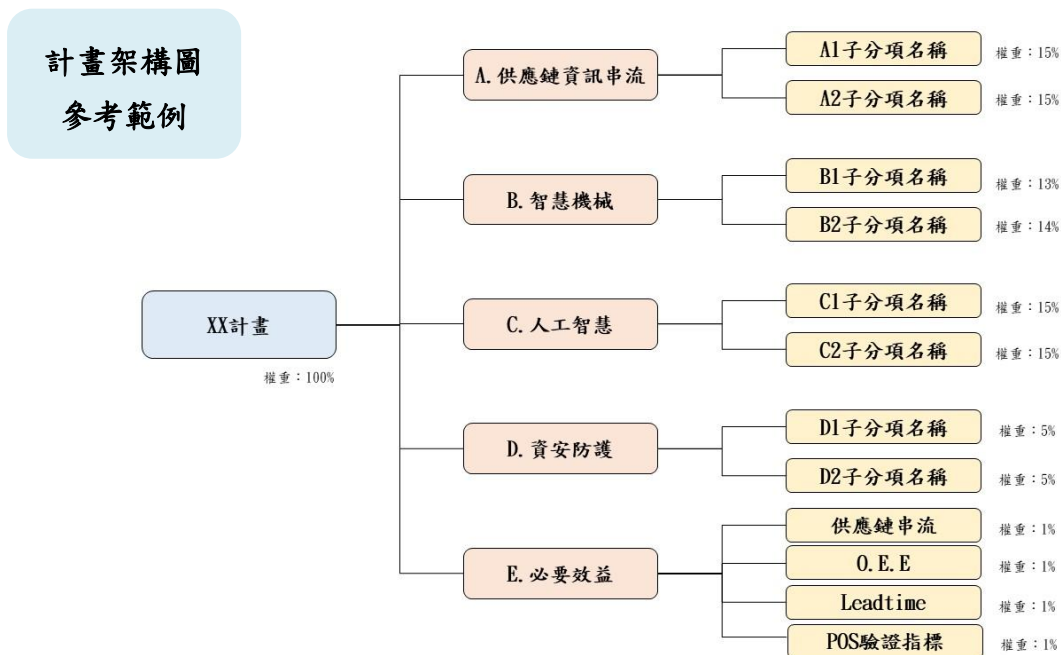 計畫架構圖
參考範例
XX計畫
權重：100%
A.供應鏈資訊串流
A1子分項名稱
權重：15%
A2子分項名稱
權重：15%
B.智慧機械
B1子分項名稱
權重：13%
B2子分項名稱
權重：14%
C.人工智慧
C1子分項名稱
權重：15%
C2子分項名稱
權重：15%
D.資安防護
D1子分項名稱
權重：5%
D2子分項名稱
權重：5%
E.必要效益
供應鏈串流
權重：1%
O.E.E
權重：1%
Leadtime
權重：1%
POS驗證指標
權重：1%